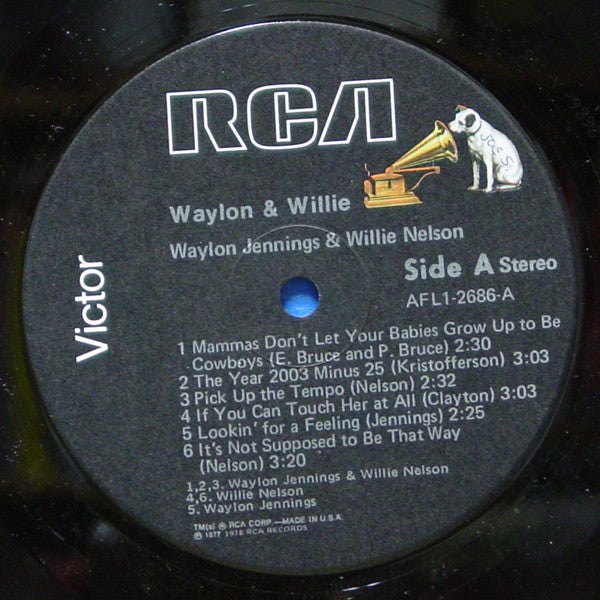 RCA
JOE S.
Waylon & Willie
Waylon Jennings & Willie Nelson
Side A Stereo
AFL1-2686-A
Victor
1 Mammas Don't Let Your Babies Grow Up to Be
Cowboys (E. Bruce and P. Bruce) 2:30
2 The Year 2003 Minus 25 (Kristofferson) 3:03
3 Pick Up the Tempo (Nelson) 2:32
4 If You Can Touch Her at All (Clayton) 3:03
5 Lookin' for a Feeling (Jennings) 2:25
6 It's Not Supposed to Be That Way
(Nelson) 3:20
1,2,3. Waylon Jennings & Willie Nelson
4,6. Willie Nelson
5. Waylon Jennings
TM(s) ® RCA CORP.—MADE IN U.S.A.
℗ 1977 1978 RCA RECORDS